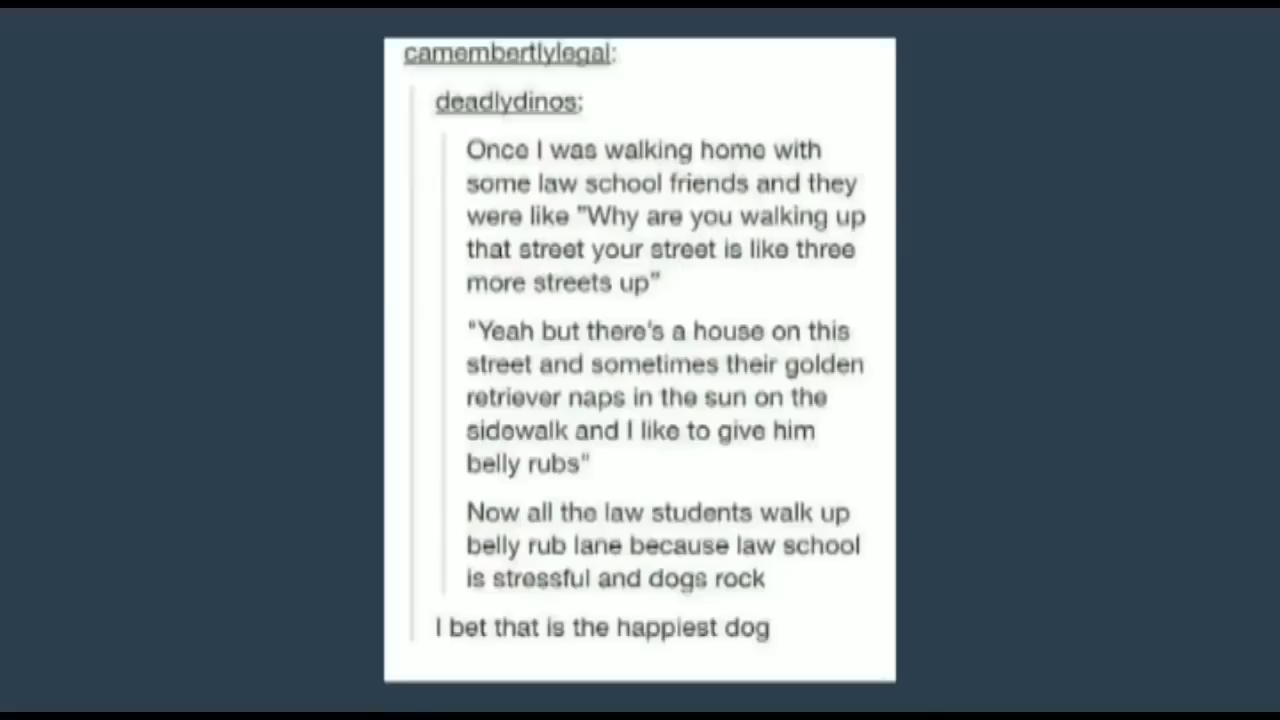 camembertlylegal:
deadlydinos:
Once I was walking home with
some law school friends and they
were like "Why are you walking up
that street your street is like three
more streets up"
"Yeah but there's a house on this
street and sometimes their golden
retriever naps in the sun on the
sidewalk and I like to give him
belly rubs"
Now all the law students walk up
belly rub lane because law school
is stressful and dogs rock
I bet that is the happiest dog